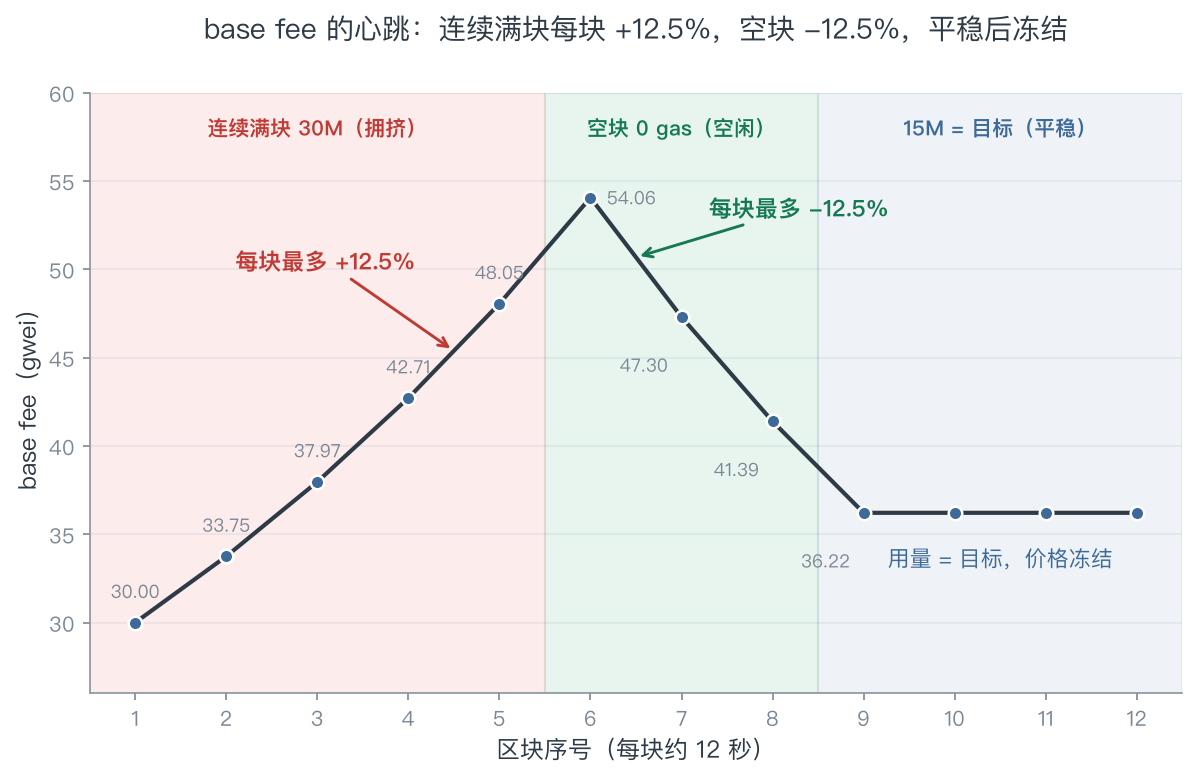 base fee 的心跳：连续满块每块 +12.5%，空块 −12.5%，平稳后冻结
连续满块 30M（拥挤）
空块 0 gas（空闲）
15M = 目标（平稳）
每块最多 +12.5%
每块最多 −12.5%
30.00
33.75
37.97
42.71
48.05
54.06
47.30
41.39
36.22
用量 = 目标，价格冻结
base fee（gwei）
60
55
50
45
40
35
30
1 2 3 4 5 6 7 8 9 10 11 12
区块序号（每块约 12 秒）